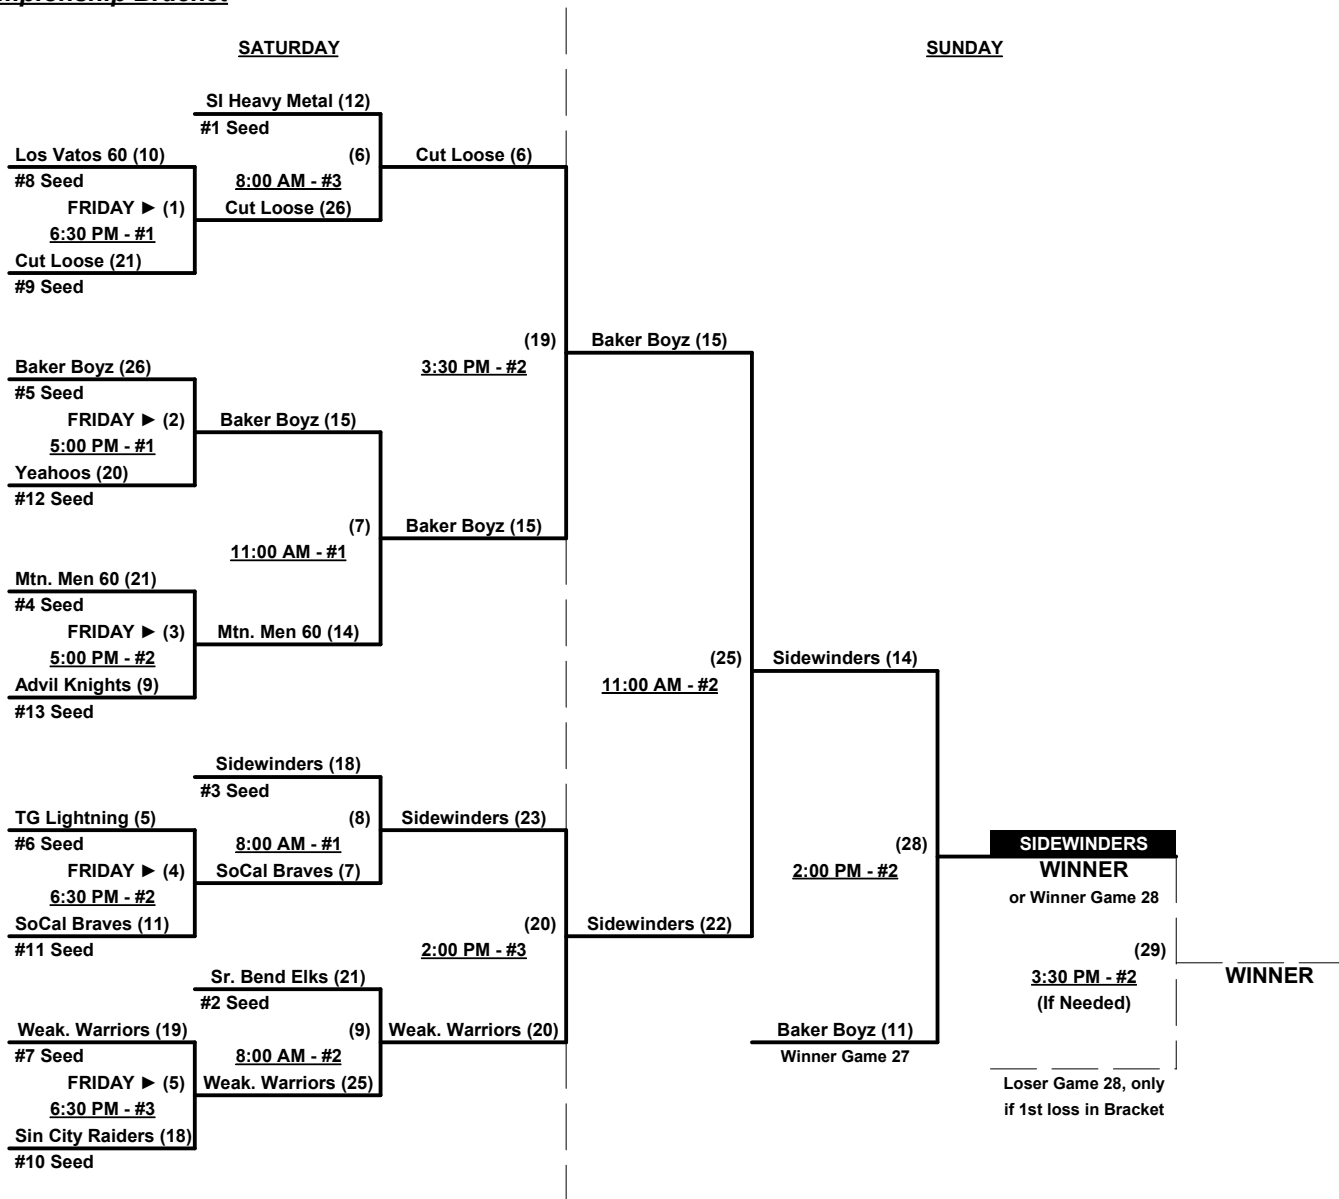 SATURDAY
SUNDAY
SI Heavy Metal (12)
#1 Seed
Los Vatos 60 (10)
(6)
Cut Loose (6)
#8 Seed
8:00 AM - #3
FRIDAY ► (1)
Cut Loose (26)
6:30 PM - #1
Cut Loose (21)
#9 Seed
(19)
Baker Boyz (15)
Baker Boyz (26)
3:30 PM - #2
#5 Seed
FRIDAY ► (2)
Baker Boyz (15)
5:00 PM - #1
Yeahoos (20)
#12 Seed
(7)
Baker Boyz (15)
11:00 AM - #1
Mtn. Men 60 (21)
#4 Seed
FRIDAY ► (3)
Mtn. Men 60 (14)
5:00 PM - #2
(25)
Sidewinders (14)
Advil Knights (9)
11:00 AM - #2
#13 Seed
Sidewinders (18)
#3 Seed
TG Lightning (5)
(8)
Sidewinders (23)
#6 Seed
8:00 AM - #1
(28)
SIDEWINDERS
FRIDAY ► (4)
SoCal Braves (7)
2:00 PM - #2
WINNER
6:30 PM - #2
or Winner Game 28
SoCal Braves (11)
(20)
Sidewinders (22)
#11 Seed
2:00 PM - #3
(29)
Sr. Bend Elks (21)
3:30 PM - #2
WINNER
#2 Seed
(If Needed)
Weak. Warriors (19)
(9)
Weak. Warriors (20)
Baker Boyz (11)
#7 Seed
8:00 AM - #2
Winner Game 27
FRIDAY ► (5)
Weak. Warriors (25)
Loser Game 28, only
6:30 PM - #3
if 1st loss in Bracket
Sin City Raiders (18)
#10 Seed